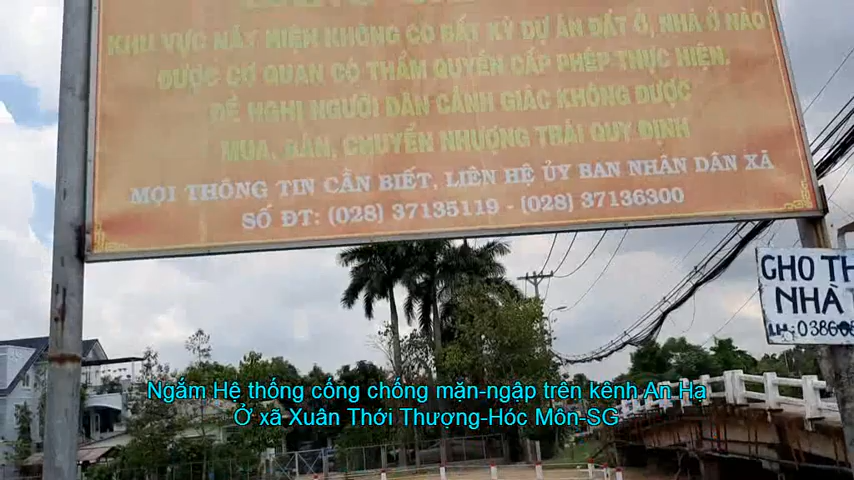 KHU VỰC NÀY HIỆN KHÔNG CÓ BẤT KỲ DỰ ÁN ĐẤT Ở, NHÀ Ở NÀO
ĐƯỢC CƠ QUAN CÓ THẨM QUYỀN CẤP PHÉP THỰC HIỆN.
ĐỀ NGHỊ NGƯỜI DÂN CẢNH GIÁC KHÔNG ĐƯỢC
MUA, BÁN, CHUYỂN NHƯỢNG TRÁI QUY ĐỊNH
MỌI THÔNG TIN CẦN BIẾT, LIÊN HỆ ỦY BAN NHÂN DÂN XÃ
SỐ ĐT: (028) 37135119 - (028) 37136300
CHO
NHÀ
LH: 03868
Ngắm Hệ thống cống chống mặn-ngập trên kênh An Hạ
Ở xã Xuân Thới Thượng-Hóc Môn-SG